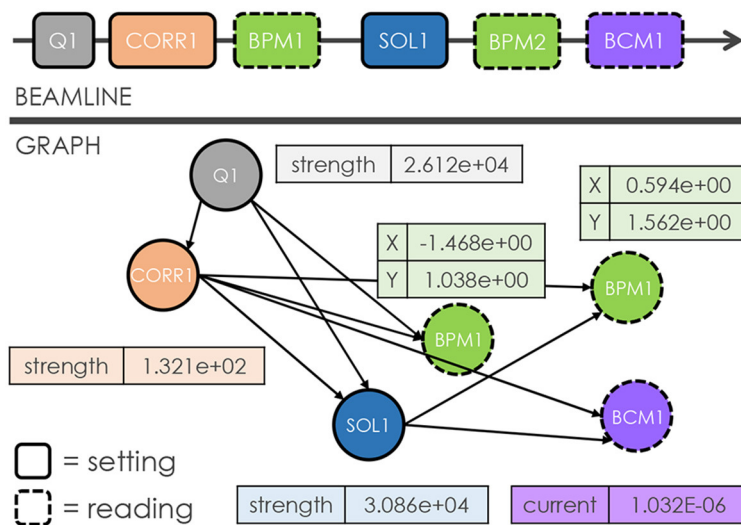 Q1 CORR1 BPM1 SOL1 BPM2 BCM1
BEAMLINE
GRAPH
Q1
strength 2.612e+04
X 0.594e+00
Y 1.562e+00
X -1.468e+00
Y 1.038e+00
CORR1
BPM1
BPM1
strength 1.321e+02
SOL1
BCM1
= setting
= reading
strength 3.086e+04
current 1.032E-06